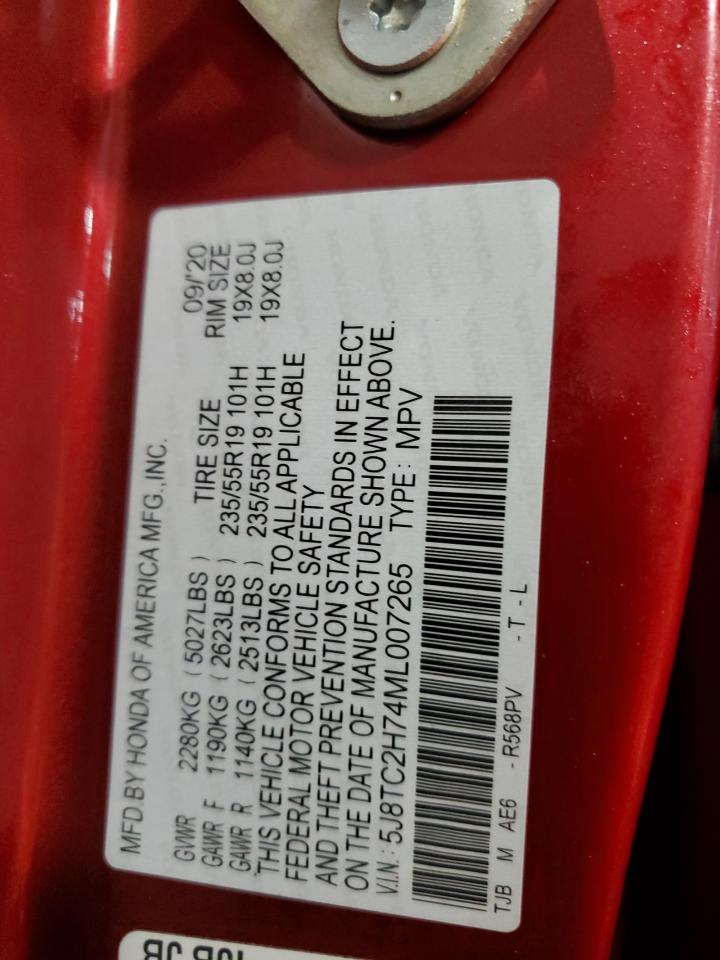 MFD.BY HONDA OF AMERICA MFG.,INC. 09/'20
GVWR 2280KG (5027LBS) TIRE SIZE RIM SIZE
GAWR F 1190KG (2623LBS) 235/55R19 101H 19X8.0J
GAWR R 1140KG (2513LBS) 235/55R19 101H 19X8.0J
THIS VEHICLE CONFORMS TO ALL APPLICABLE
FEDERAL MOTOR VEHICLE SAFETY
AND THEFT PREVENTION STANDARDS IN EFFECT
ON THE DATE OF MANUFACTURE SHOWN ABOVE.
V.I.N.: 5J8TC2H74ML007265 TYPE: MPV
TJB M AE6 -R568PV -T-L